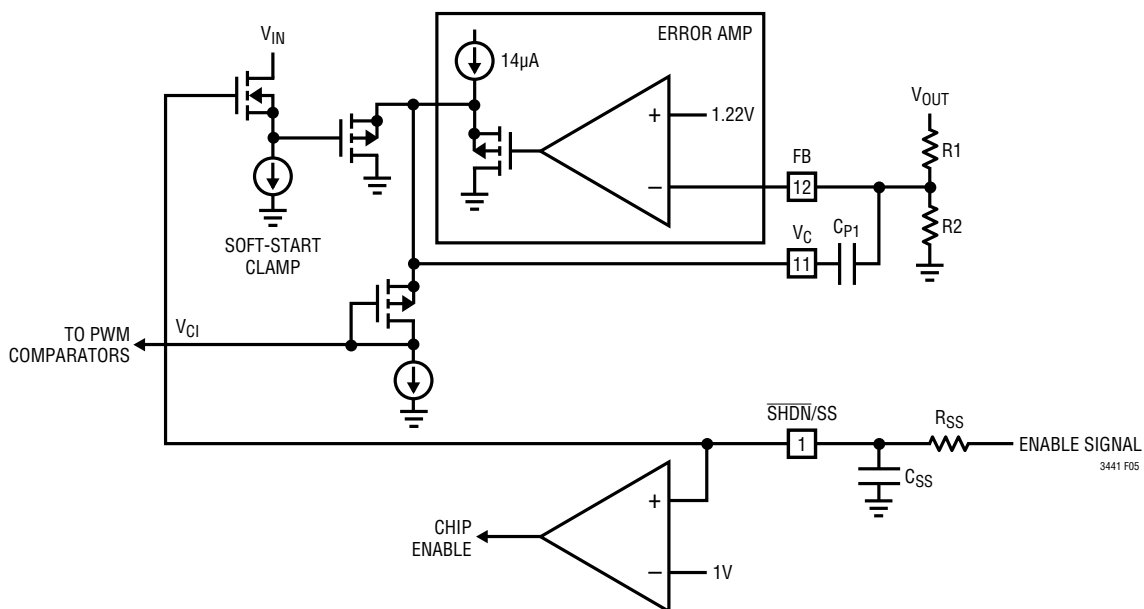 V_IN
ERROR AMP
14µA
+
1.22V
V_OUT
R1
FB
12
−
R2
V_C
C_P1
11
SOFT-START
CLAMP
TO PWM
COMPARATORS
V_CI
SHDN/SS
1
R_SS
ENABLE SIGNAL
3441 F05
C_SS
+
CHIP
ENABLE
−
1V